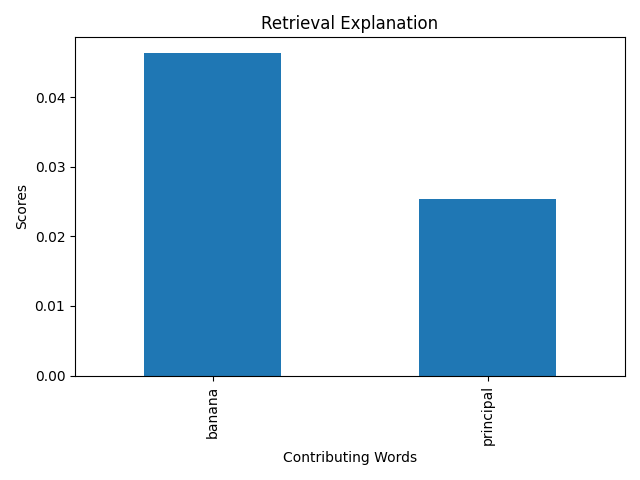 Retrieval Explanation
0.04
0.03
0.02
0.01
0.00
Scores
banana
principal
Contributing Words